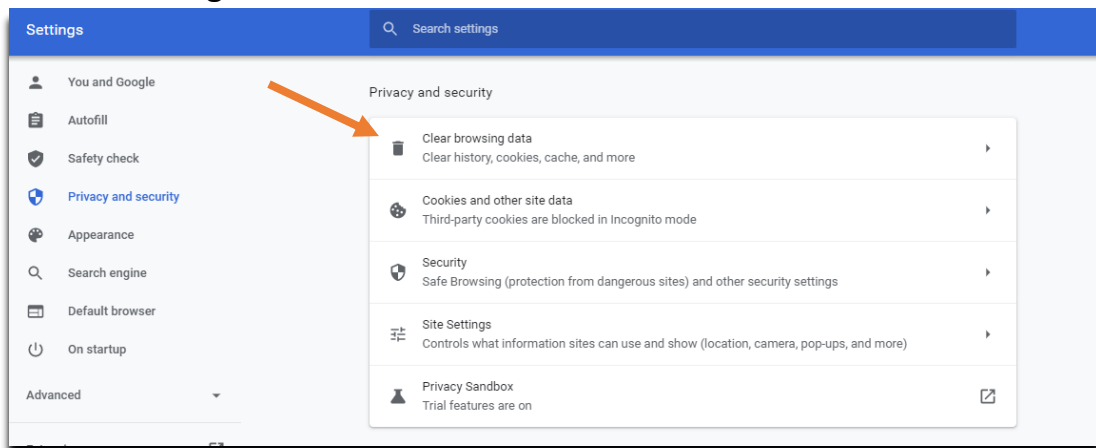 Settings
Search settings
You and Google
Autofill
Safety check
Privacy and security
Appearance
Search engine
Default browser
On startup
Advanced
Privacy and security
Clear browsing data
Clear history, cookies, cache, and more
Cookies and other site data
Third-party cookies are blocked in Incognito mode
Security
Safe Browsing (protection from dangerous sites) and other security settings
Site Settings
Controls what information sites can use and show (location, camera, pop-ups, and more)
Privacy Sandbox
Trial features are on